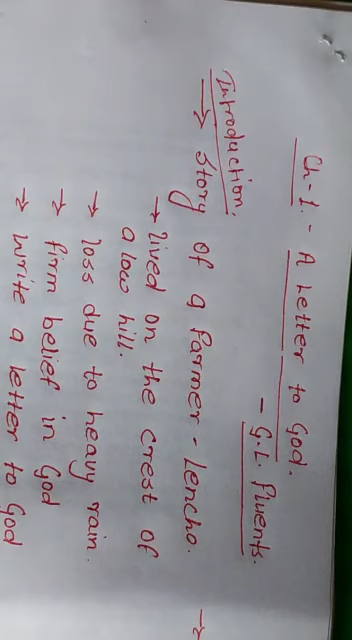 Ch-1. - A Letter to God.
- G.L. Fluents.
Introduction,
→ Story of a farmer - Lencho.
→ lived on the crest of
a low hill.
→ loss due to heavy rain.
→ firm belief in God
→ write a letter to God
→